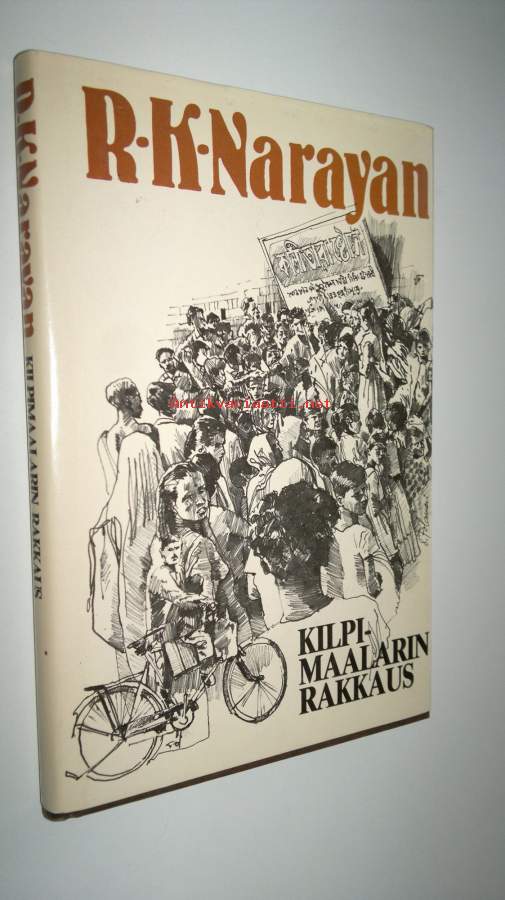 R·K·Narayan
KILPI-
MAALARIN
RAKKAUS
R·K·Narayan KILPIMAALARIN RAKKAUS
Antikvariaatti.net